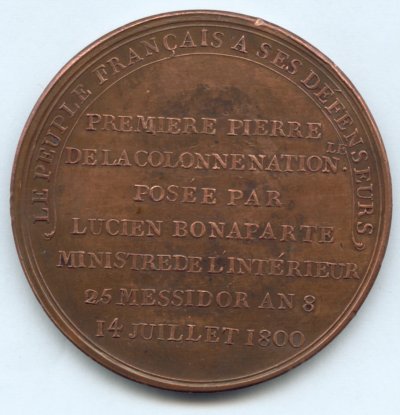 LE PEUPLE FRANÇAIS A SES DÉFENSEURS
PREMIERE PIERRE
DE LA COLONNE NATION.LE
POSÉE PAR
LUCIEN BONAPARTE
MINISTRE DE L'INTÉRIEUR
25 MESSIDOR AN 8
14 JUILLET 1800